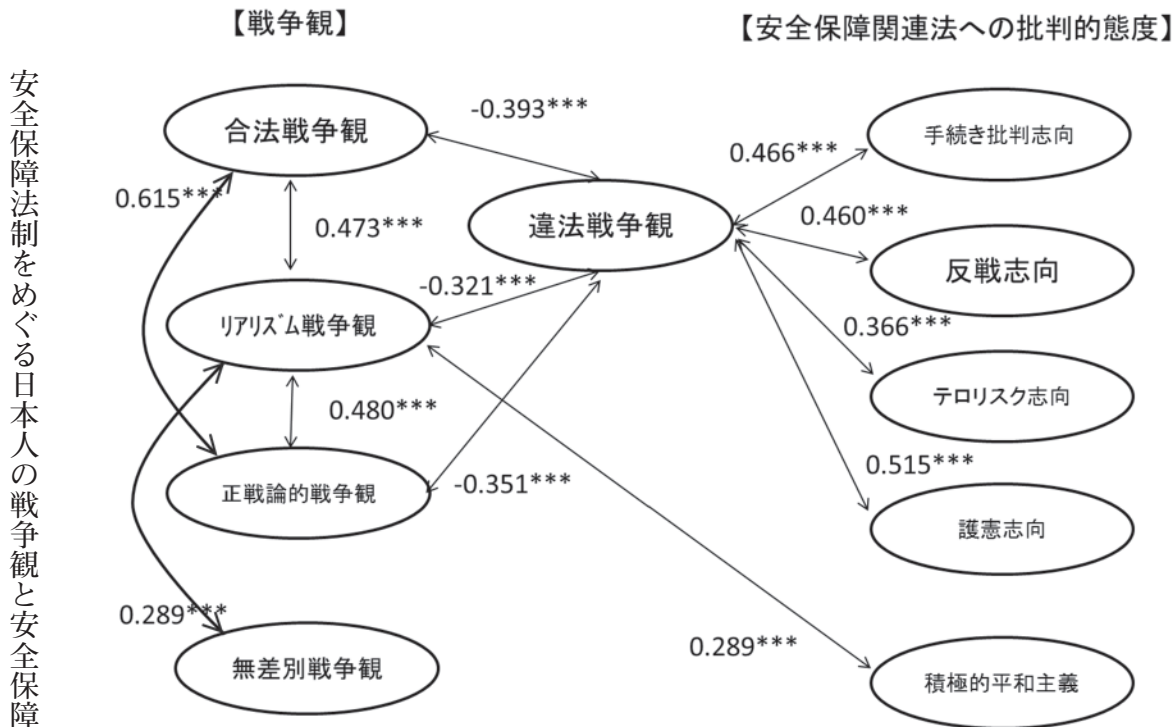 【戦争観】
【安全保障関連法への批判的態度】
安全保障法制をめぐる日本人の戦争観と安全保障
合法戦争観
-0.393***
手続き批判志向
0.466***
0.615***
0.473***
違法戦争観
0.460***
反戦志向
-0.321***
リアリズム戦争観
0.366***
テロリスク志向
0.480***
正戦論的戦争観
-0.351***
0.515***
護憲志向
0.289***
無差別戦争観
0.289***
積極的平和主義